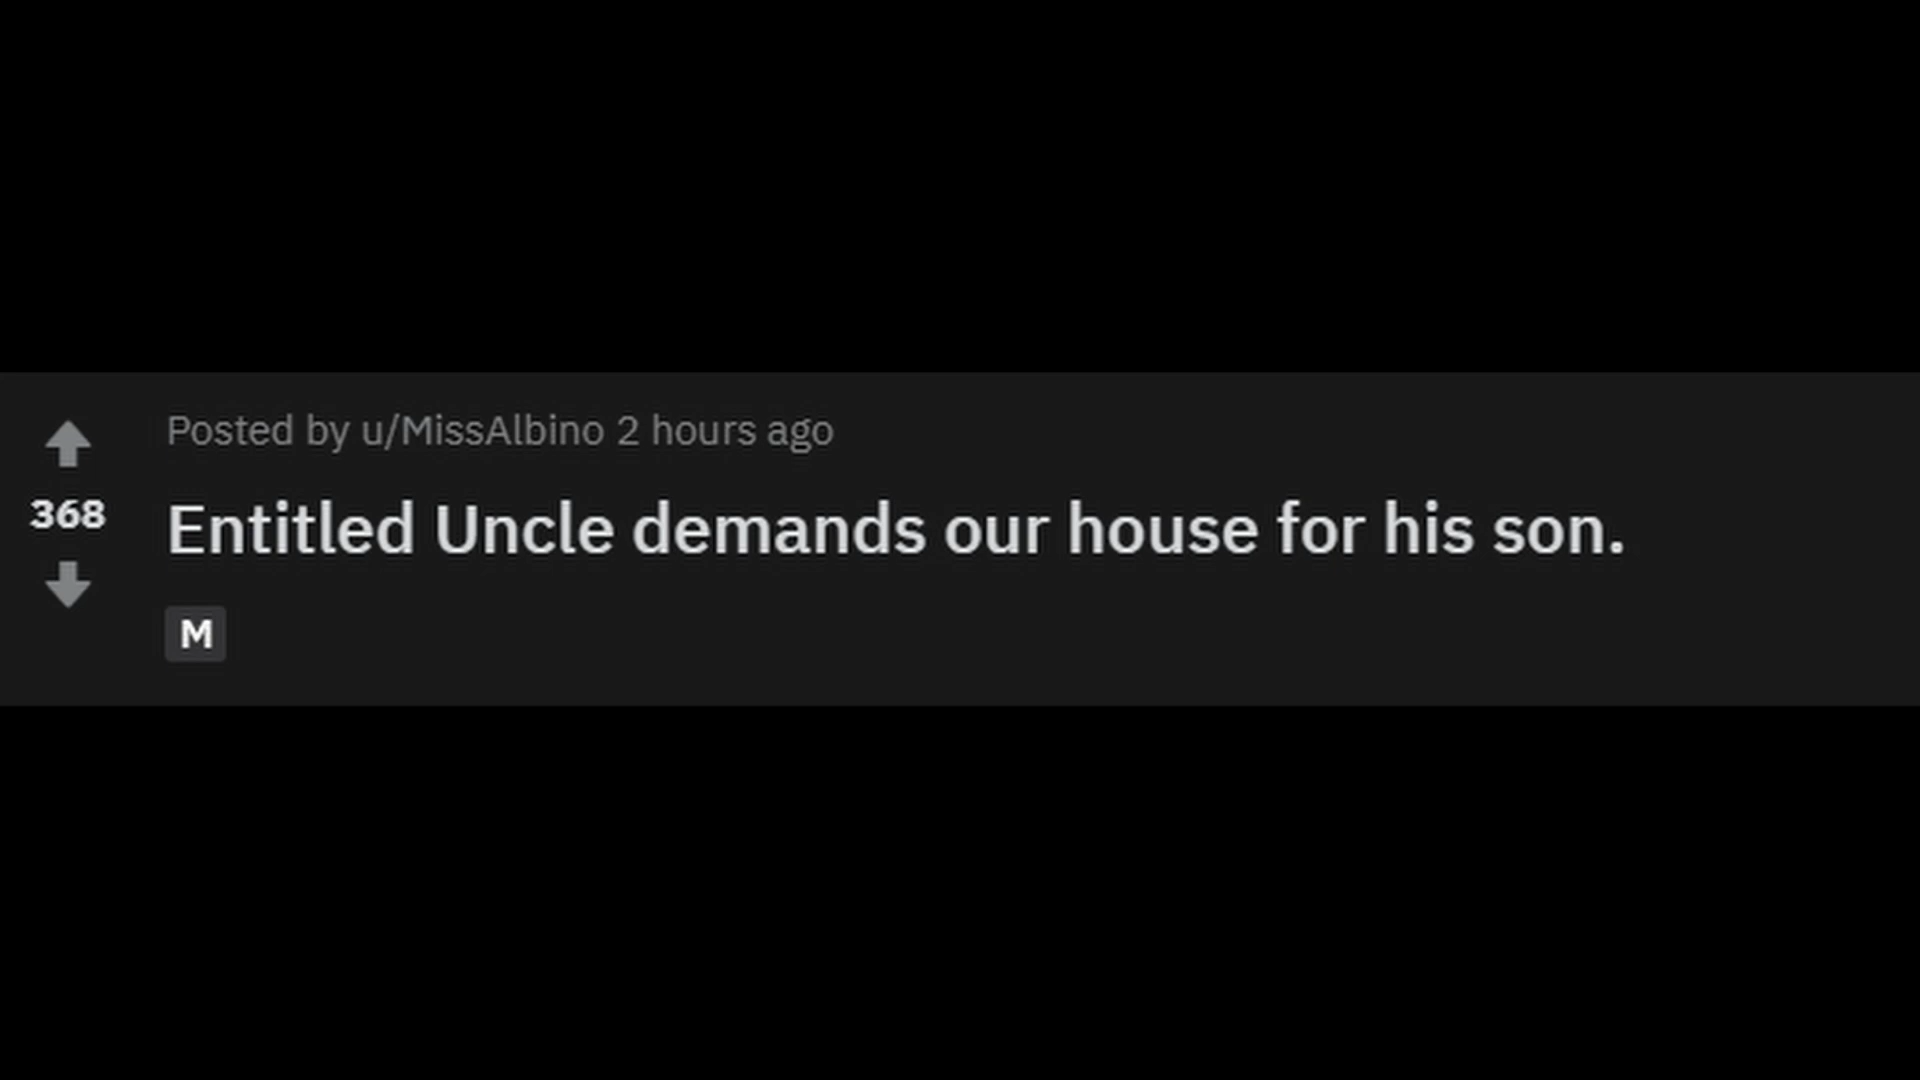 Posted by u/MissAlbino 2 hours ago
368
Entitled Uncle demands our house for his son.
M